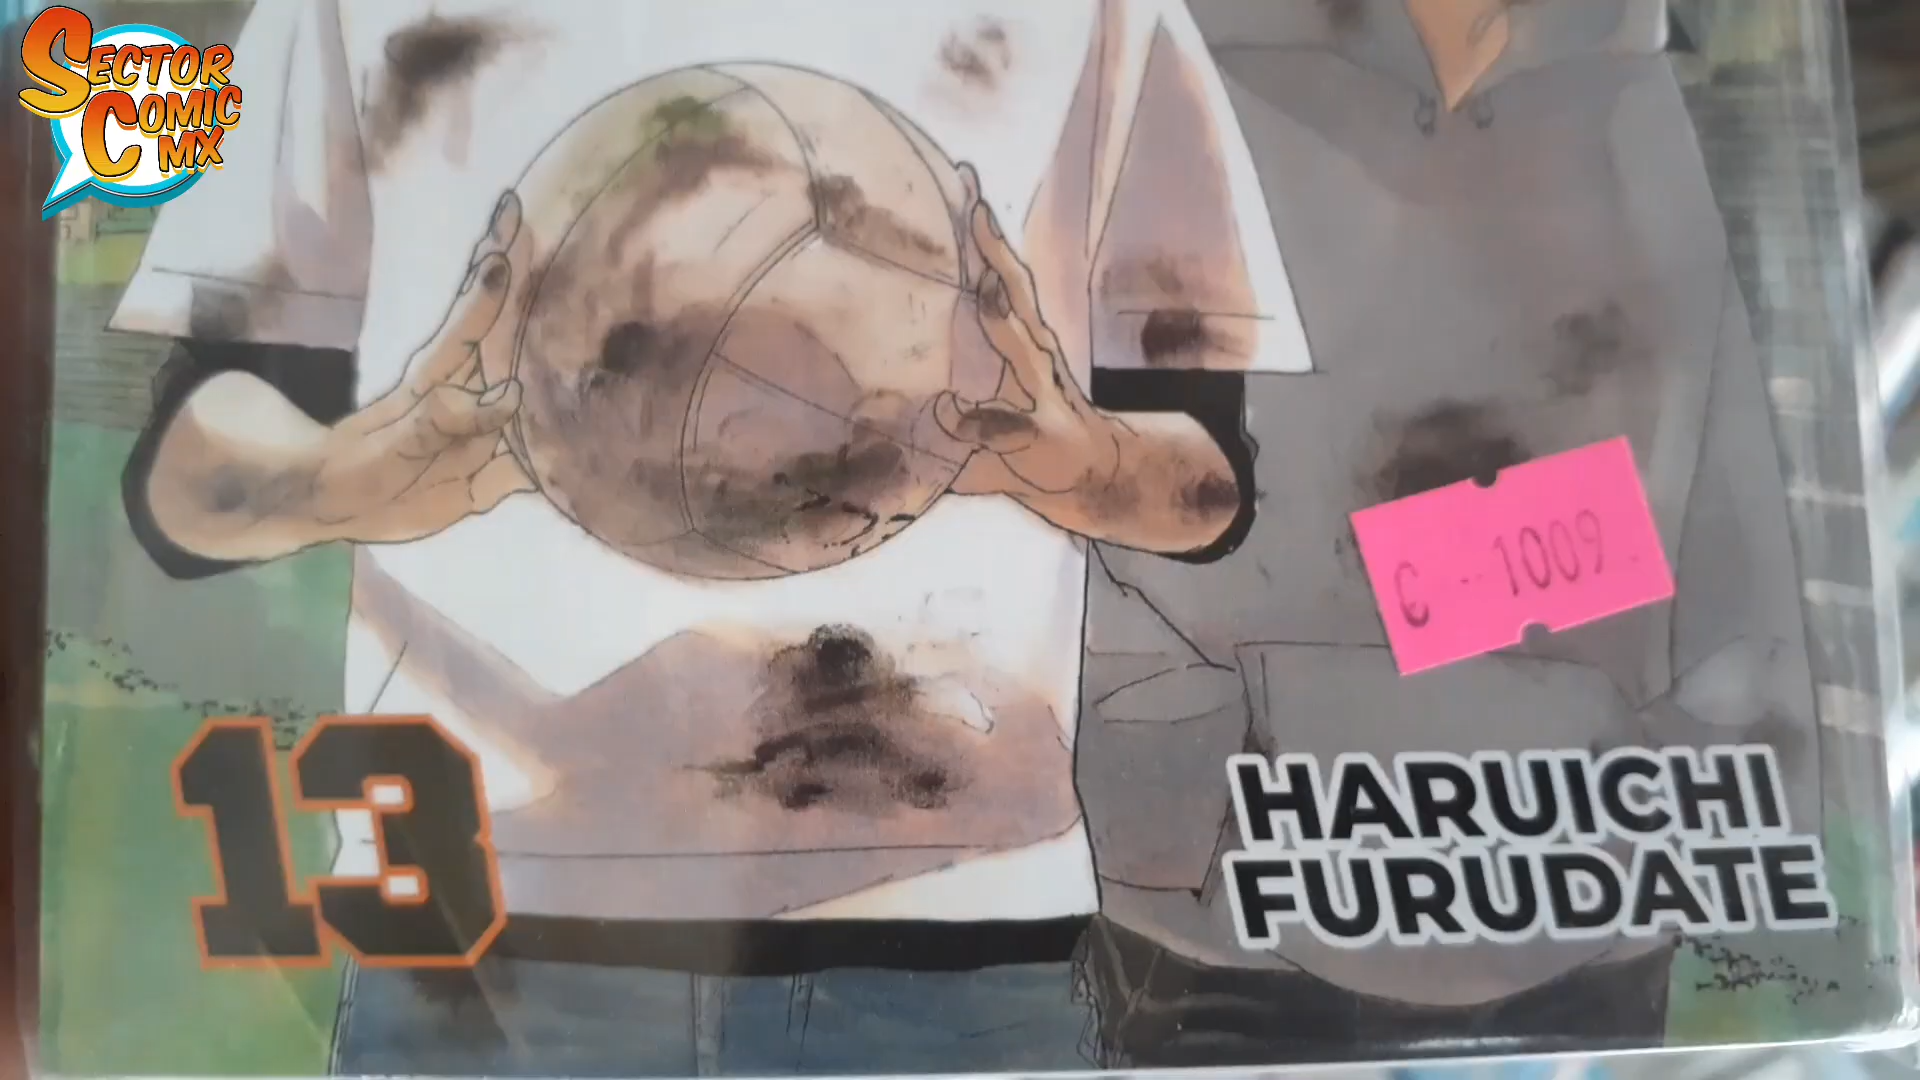 SECTOR
COMIC
MX
€ -- 1009
13
HARUICHI
FURUDATE